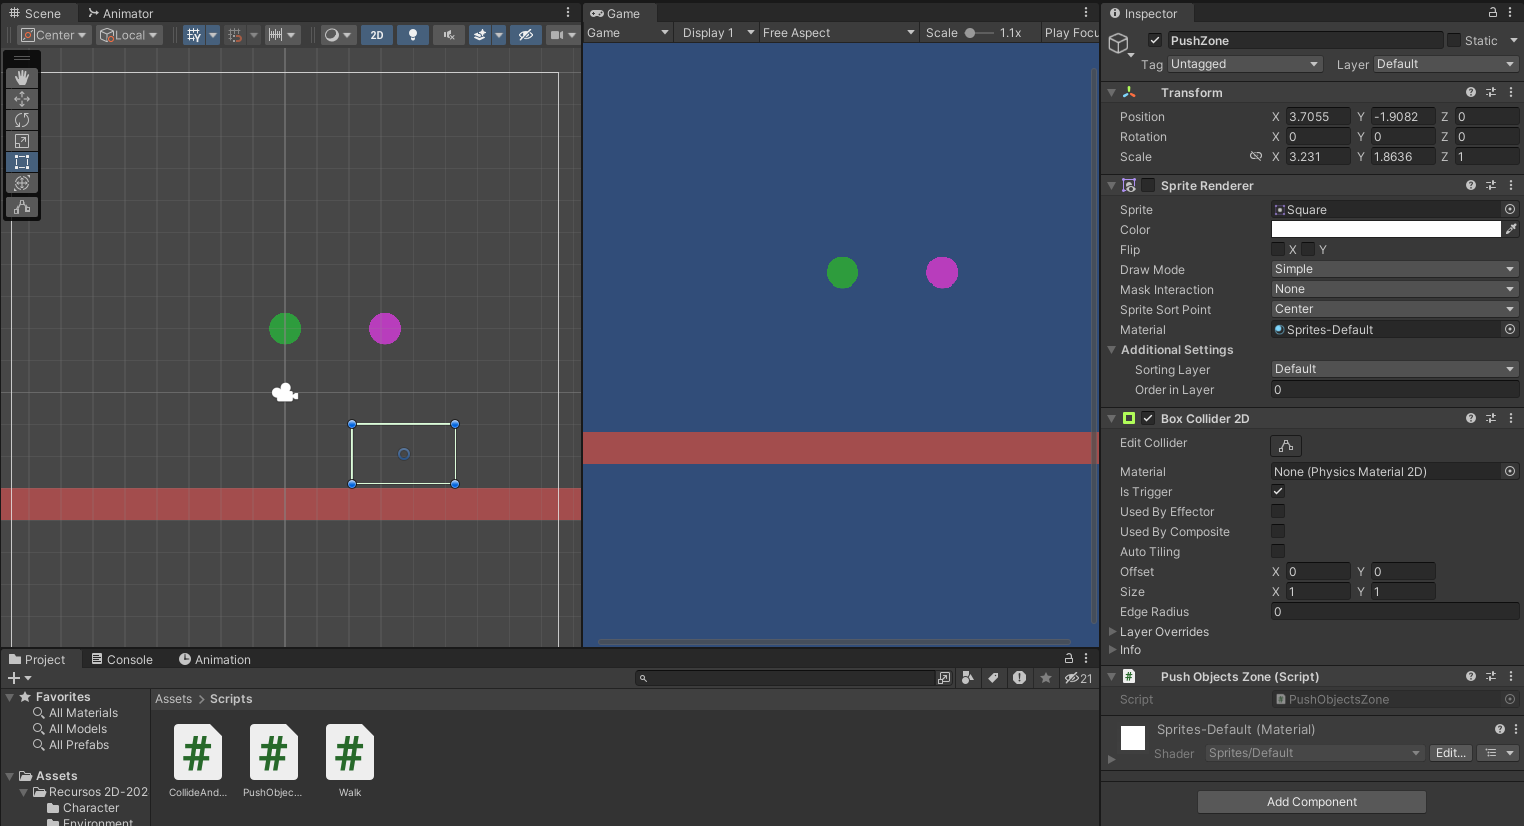 Scene
Animator
Center
Local
2D
Game
Game
Display 1
Free Aspect
Scale
1.1x
Play Focu
Inspector
PushZone
Static
Tag
Untagged
Layer
Default
Transform
Position
X
3.7055
Y
-1.9082
Z
0
Rotation
X
0
Y
0
Z
0
Scale
X
3.231
Y
1.8636
Z
1
Sprite Renderer
Sprite
Square
Color
Flip
X
Y
Draw Mode
Simple
Mask Interaction
None
Sprite Sort Point
Center
Material
Sprites-Default
Additional Settings
Sorting Layer
Default
Order in Layer
0
Box Collider 2D
Edit Collider
Material
None (Physics Material 2D)
Is Trigger
Used By Effector
Used By Composite
Auto Tiling
Offset
X
0
Y
0
Size
X
1
Y
1
Edge Radius
0
Layer Overrides
Info
Push Objects Zone (Script)
Script
PushObjectsZone
Sprites-Default (Material)
Shader
Sprites/Default
Edit...
Add Component
Project
Console
Animation
21
Favorites
All Materials
All Models
All Prefabs
Assets
Recursos 2D-202
Character
Environment
Assets > Scripts
CollideAnd...
PushObjec...
Walk